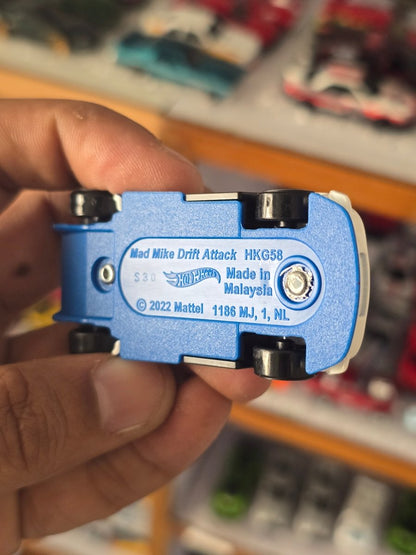 Mad Mike Drift Attack HKG58
S30 Hot Wheels Made in
Malaysia
© 2022 Mattel 1186 MJ, 1, NL.